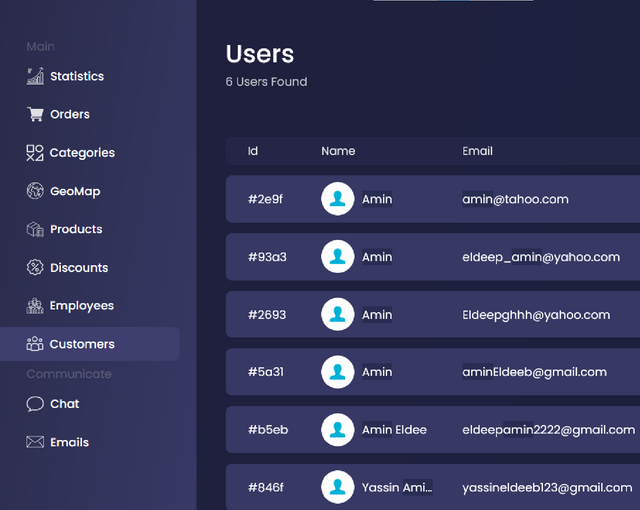 Main
Statistics
Orders
Categories
GeoMap
Products
Discounts
Employees
Customers
Communicate
Chat
Emails
Users
6 Users Found
Id Name Email
#2e9f Amin amin@tahoo.com
#93a3 Amin eldeep_amin@yahoo.com
#2693 Amin Eldeepghhh@yahoo.com
#5a31 Amin aminEldeeb@gmail.com
#b5eb Amin Eldee eldeepamin2222@gmail.com
#846f Yassin Ami... yassineldeeb123@gmail.com